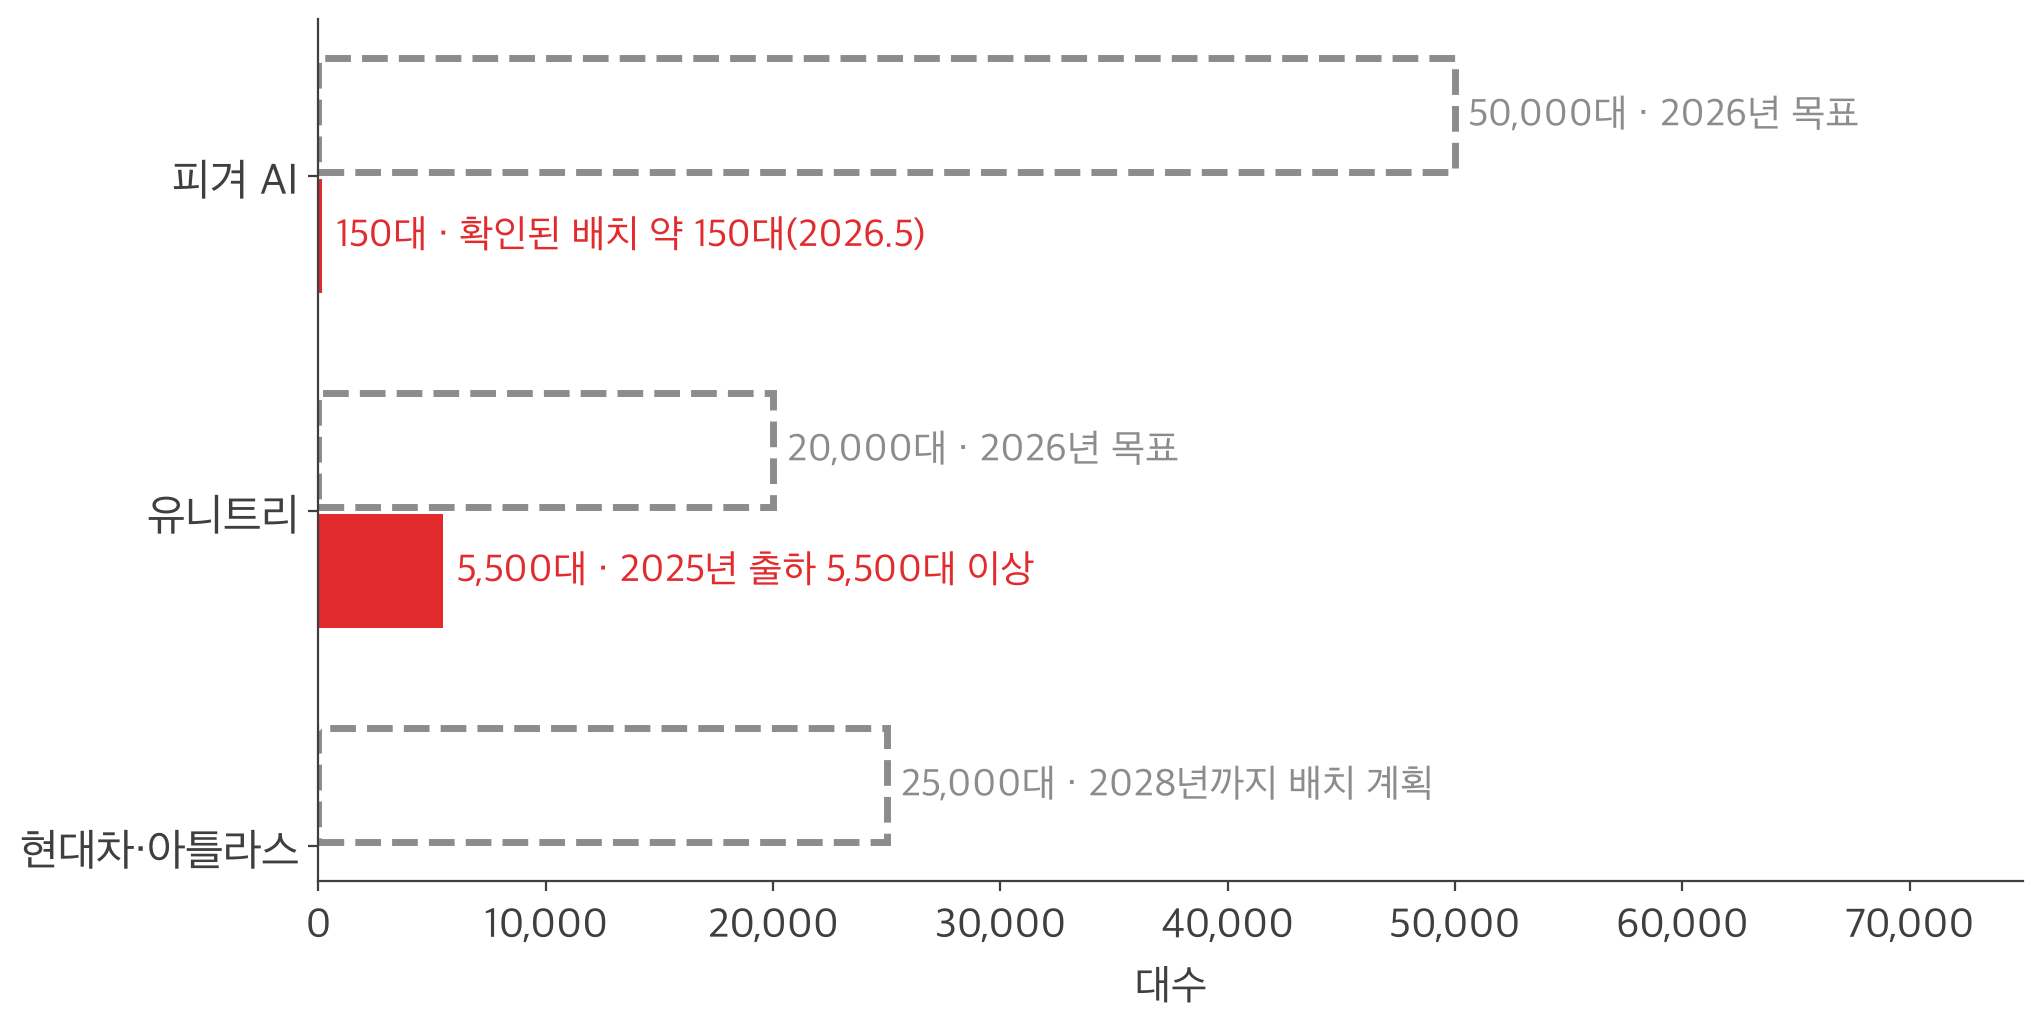 50,000대 · 2026년 목표
피겨 AI
150대 · 확인된 배치 약 150대(2026.5)
20,000대 · 2026년 목표
유니트리
5,500대 · 2025년 출하 5,500대 이상
25,000대 · 2028년까지 배치 계획
현대차·아틀라스
0 10,000 20,000 30,000 40,000 50,000 60,000 70,000
대수